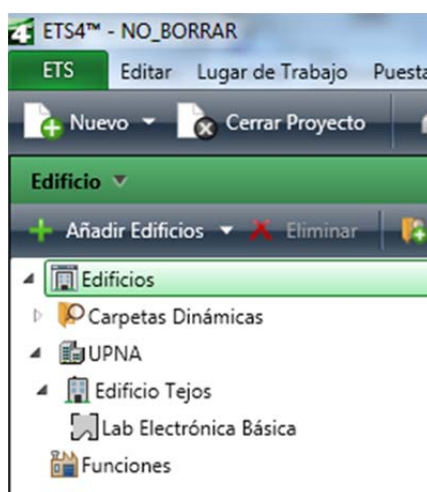 ETS4™ - NO_BORRAR
ETS Editar Lugar de Trabajo Puesta
Nuevo Cerrar Proyecto
Edificio
Añadir Edificios Eliminar
Edificios
Carpetas Dinámicas
UPNA
Edificio Tejos
Lab Electrónica Básica
Funciones